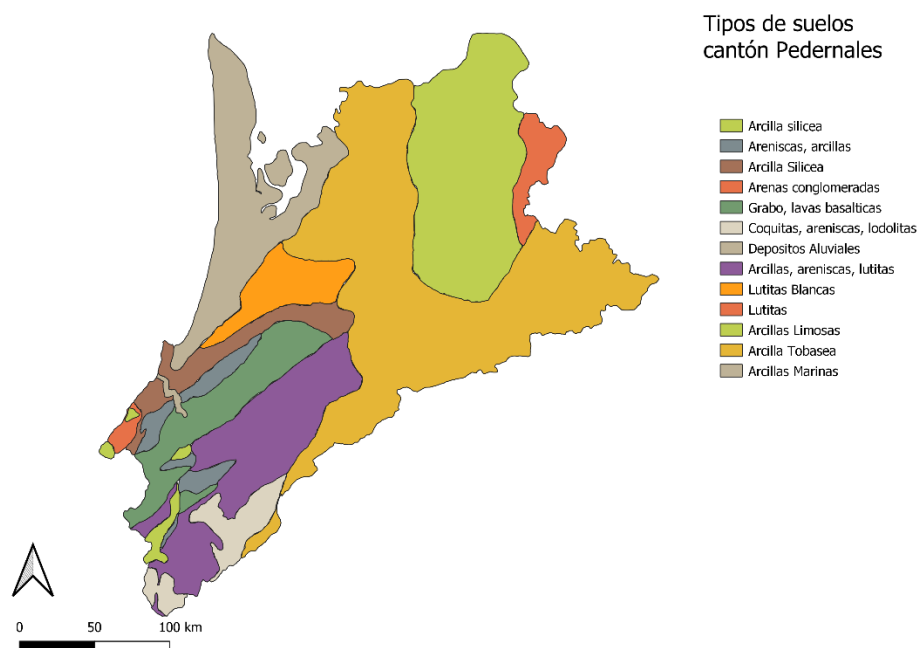 Tipos de suelos
cantón Pedernales
Arcilla silicea
Areniscas, arcillas
Arcilla Silicea
Arenas conglomeradas
Grabo, lavas basalticas
Coquitas, areniscas, lodolitas
Depositos Aluviales
Arcillas, areniscas, lutitas
Lutitas Blancas
Lutitas
Arcillas Limosas
Arcilla Tobasea
Arcillas Marinas
0 50 100 km